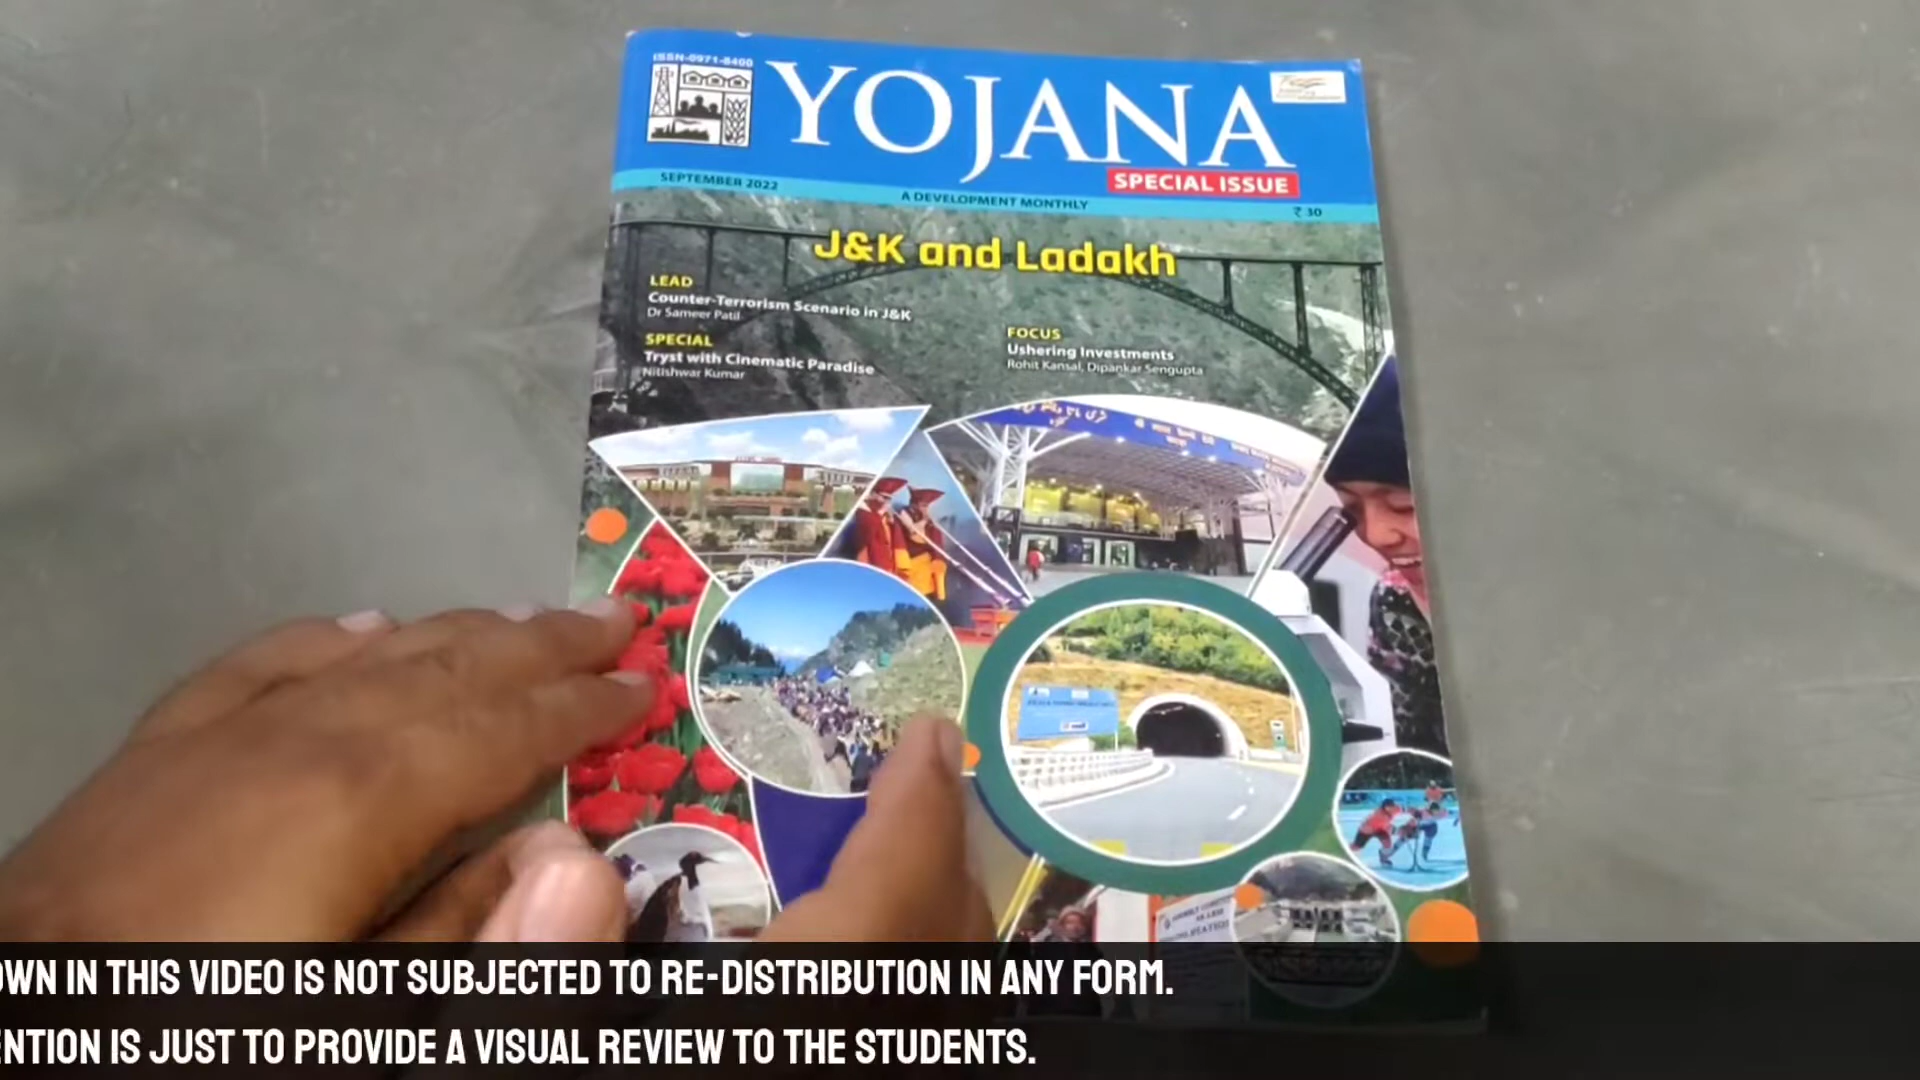 ISSN-0971-8400
YOJANA
SPECIAL ISSUE
SEPTEMBER 2022
A DEVELOPMENT MONTHLY
₹ 30
J&K and Ladakh
LEAD
Counter-Terrorism Scenario in J&K
Dr Sameer Patil
SPECIAL
Tryst with Cinematic Paradise
Nitishwar Kumar
FOCUS
Ushering Investments
Rohit Kansal, Dipankar Sengupta
OWN IN THIS VIDEO IS NOT SUBJECTED TO RE-DISTRIBUTION IN ANY FORM.
ENTION IS JUST TO PROVIDE A VISUAL REVIEW TO THE STUDENTS.